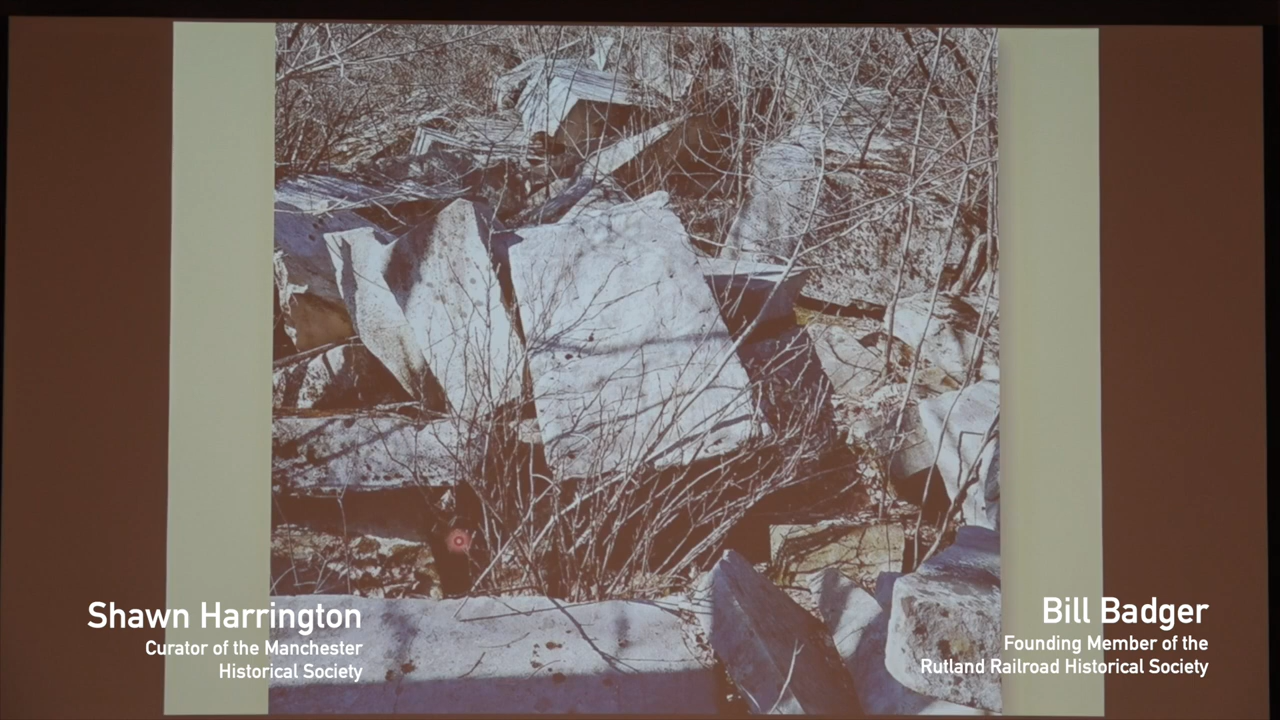 Shawn Harrington
Curator of the Manchester
Historical Society
Bill Badger
Founding Member of the
Rutland Railroad Historical Society